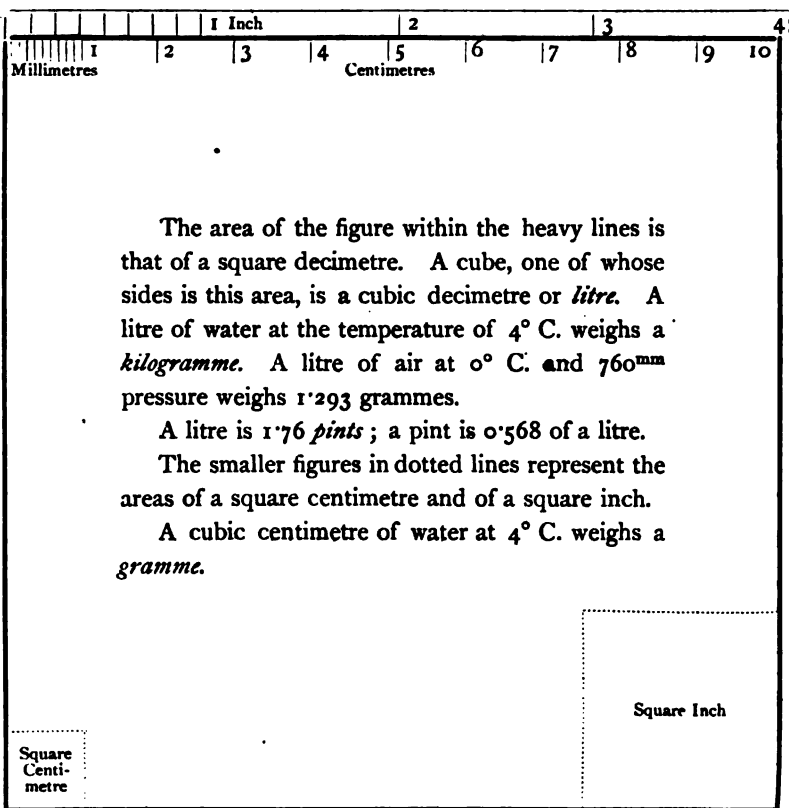 1 Inch 2 3 4
1 2 3 4 5 6 7 8 9 10
Millimetres Centimetres
The area of the figure within the heavy lines is
that of a square decimetre. A cube, one of whose
sides is this area, is a cubic decimetre or litre. A
litre of water at the temperature of 4° C. weighs a
kilogramme. A litre of air at 0° C. and 760mm
pressure weighs 1·293 grammes.
A litre is 1·76 pints; a pint is 0·568 of a litre.
The smaller figures in dotted lines represent the
areas of a square centimetre and of a square inch.
A cubic centimetre of water at 4° C. weighs a
gramme.
Square Inch
Square
Centi-
metre